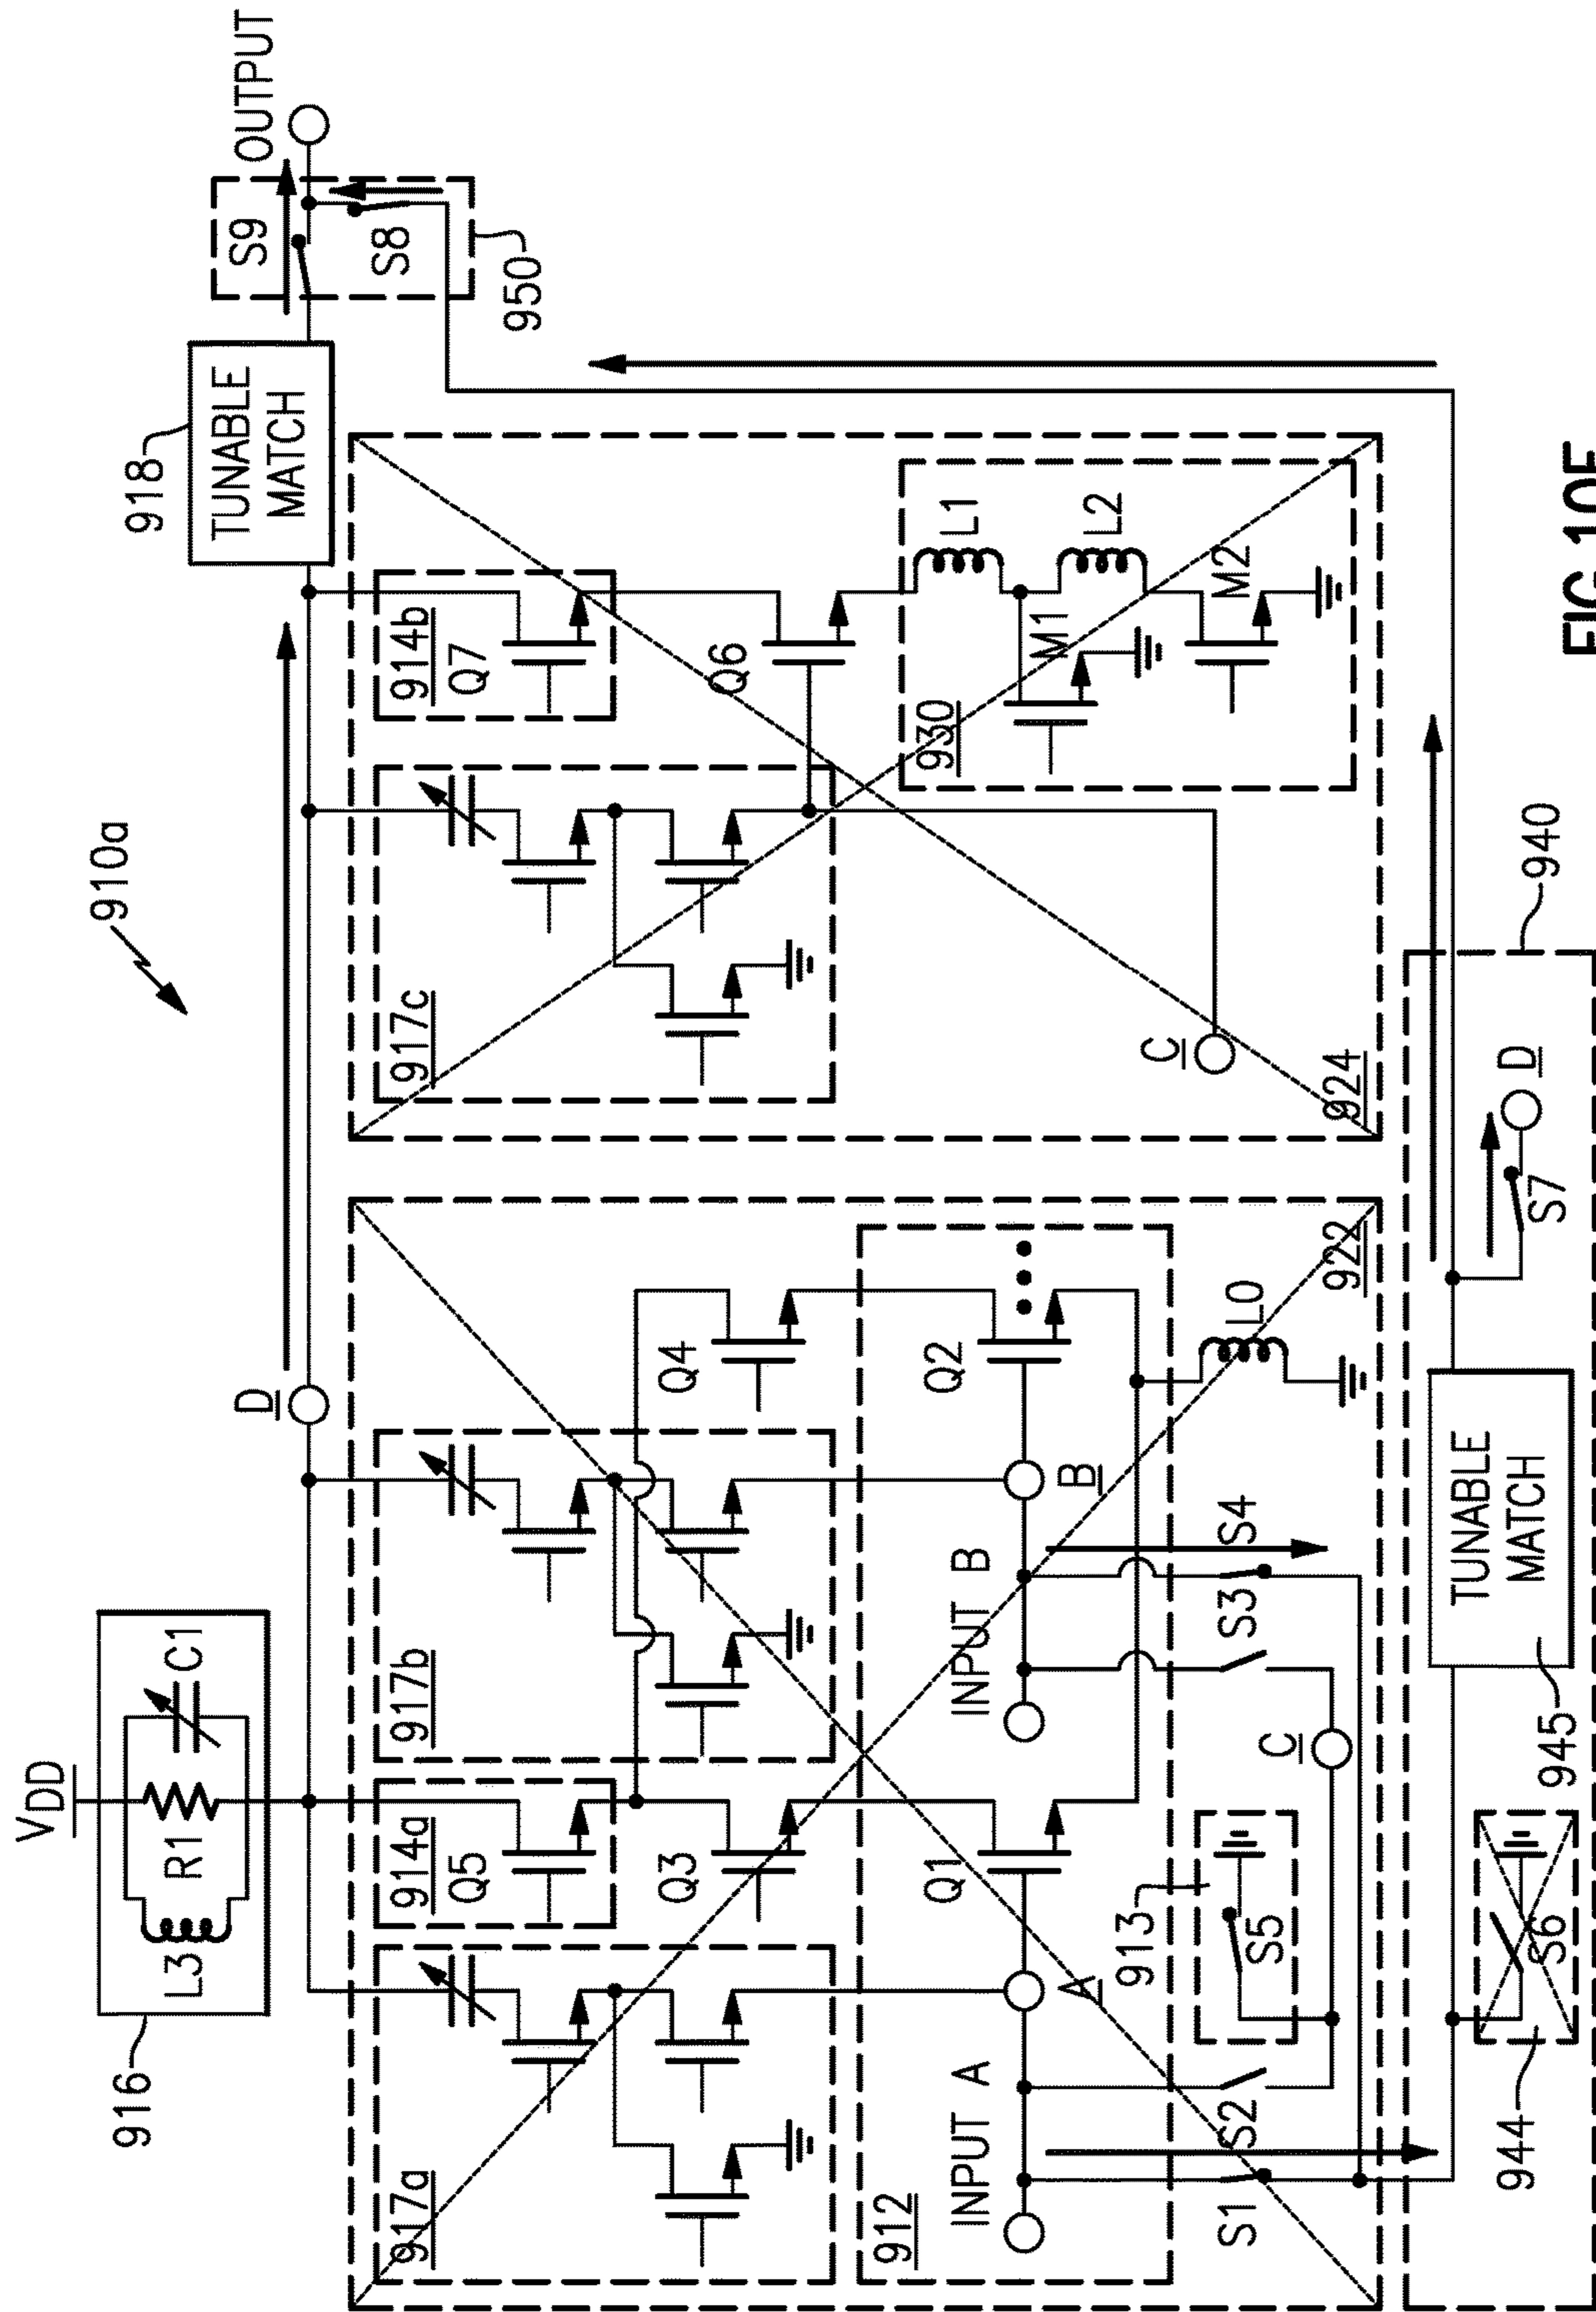 910a
V_DD
916
L3
R1
C1
D
918
TUNABLE
MATCH
S9
S8
OUTPUT
950
917a
914a
Q5
917b
Q3
Q4
912
INPUT A
A
Q1
INPUT B
B
Q2
S1
S2
913
S5
C
S3
S4
L0
922
917c
914b
Q7
Q6
930
M1
L1
L2
M2
C
924
944
S6
945
TUNABLE
MATCH
S7
D
940